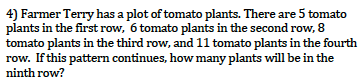 4) Farmer Terry has a plot of tomato plants. There are 5 tomato
plants in the first row,  6 tomato plants in the second row, 8
tomato plants in the third row, and 11 tomato plants in the fourth
row.  If this pattern continues, how many plants will be in the
ninth row?